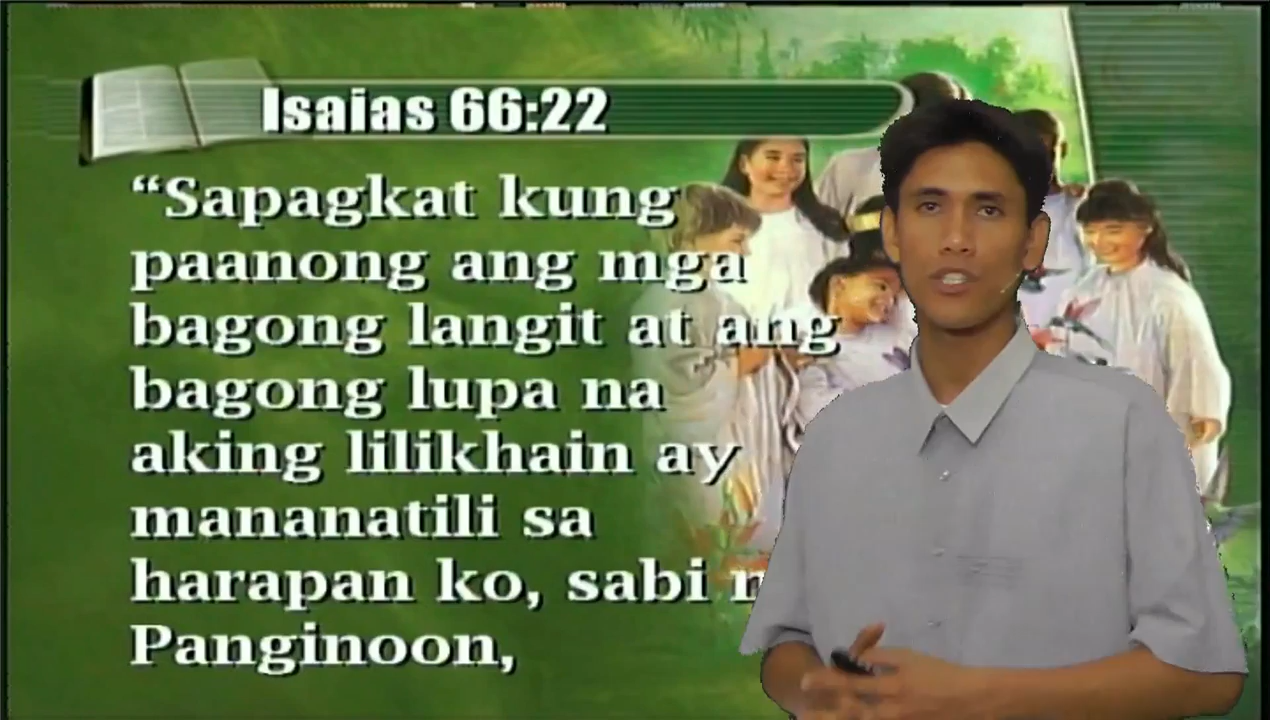 Isaias 66:22
“Sapagkat kung
paanong ang mga
bagong langit at ang
bagong lupa na
aking lilikhain ay
mananatili sa
harapan ko, sabi
Panginoon,